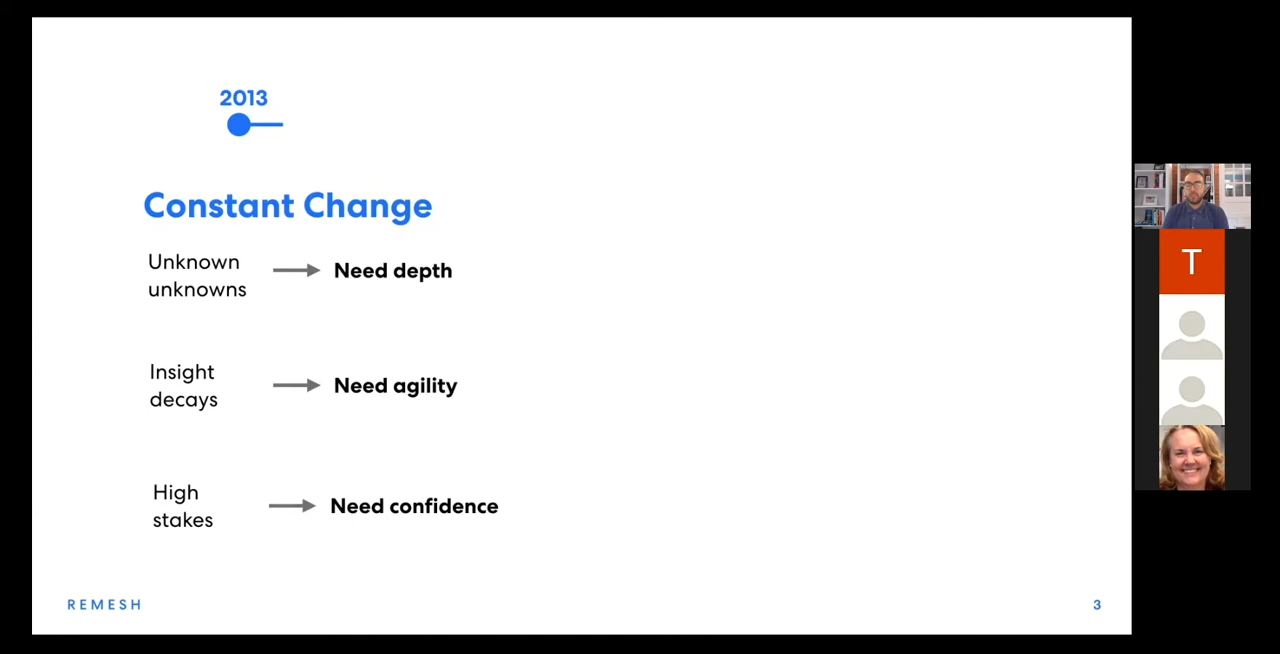 2013
Constant Change
Unknown
unknowns
Need depth
Insight
decays
Need agility
High
stakes
Need confidence
REMESH
3
T